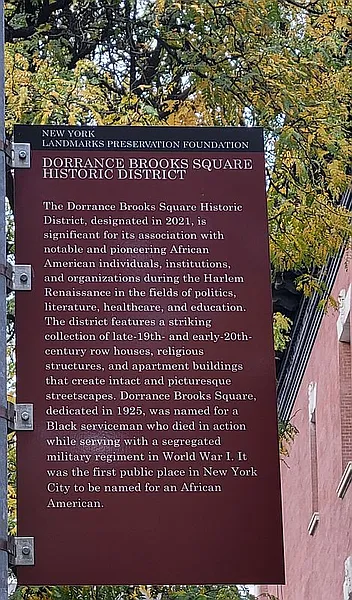 NEW YORK
LANDMARKS PRESERVATION FOUNDATION
DORRANCE BROOKS SQUARE
HISTORIC DISTRICT
The Dorrance Brooks Square Historic
District, designated in 2021, is
significant for its association with
notable and pioneering African
American individuals, institutions,
and organizations during the Harlem
Renaissance in the fields of politics,
literature, healthcare, and education.
The district features a striking
collection of late-19th- and early-20th-
century row houses, religious
structures, and apartment buildings
that create intact and picturesque
streetscapes. Dorrance Brooks Square,
dedicated in 1925, was named for a
Black serviceman who died in action
while serving with a segregated
military regiment in World War I. It
was the first public place in New York
City to be named for an African
American.